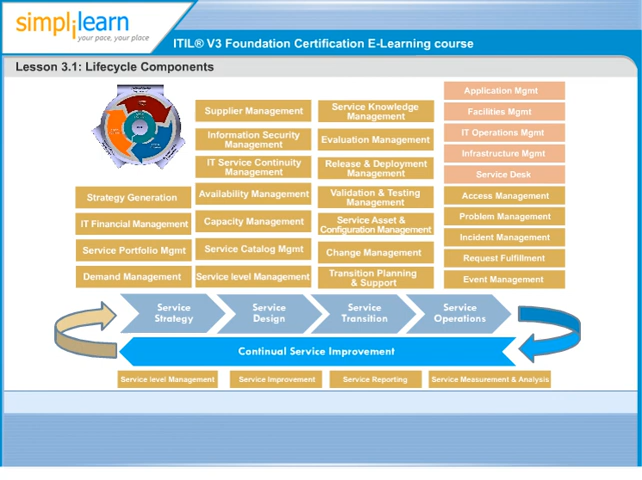 simplilearn
your pace, your place
ITIL® V3 Foundation Certification E-Learning course
Lesson 3.1: Lifecycle Components
Strategy Generation
IT Financial Management
Service Portfolio Mgmt
Demand Management
Supplier Management
Information Security
Management
IT Service Continuity
Management
Availability Management
Capacity Management
Service Catalog Mgmt
Service level Management
Service Knowledge
Management
Evaluation Management
Release & Deployment
Management
Validation & Testing
Management
Service Asset &
Configuration Management
Change Management
Transition Planning
& Support
Application Mgmt
Facilities Mgmt
IT Operations Mgmt
Infrastructure Mgmt
Service Desk
Access Management
Problem Management
Incident Management
Request Fulfillment
Event Management
Service
Strategy
Service
Design
Service
Transition
Service
Operations
Continual Service Improvement
Service level Management
Service improvement
Service Reporting
Service Measurement & Analysis